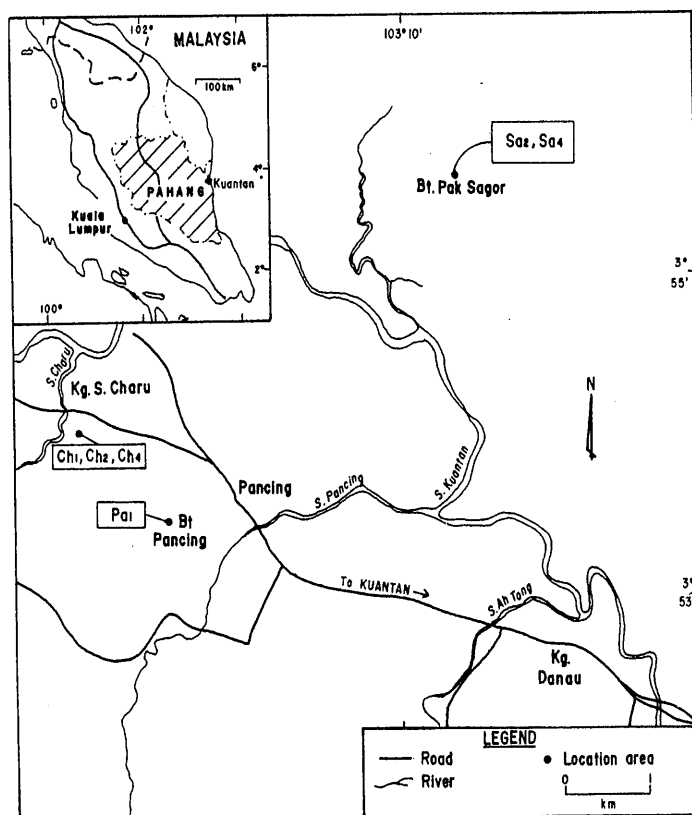 MALAYSIA
102°
6°
100km
4°
PAHANG
Kuantan
Kuala
Lumpur
2°
100°
103° 10'
Sa2, Sa4
Bt. Pak Sagor
3°
55'
S. Charu
Kg. S. Charu
Ch1, Ch2, Ch4
N
Pancing
S. Pancing
S. Kuantan
Pa1
Bt
Pancing
To KUANTAN →
3°
53'
S. Ah Tong
Kg.
Danau
LEGEND
Road
Location area
River
0 1
km